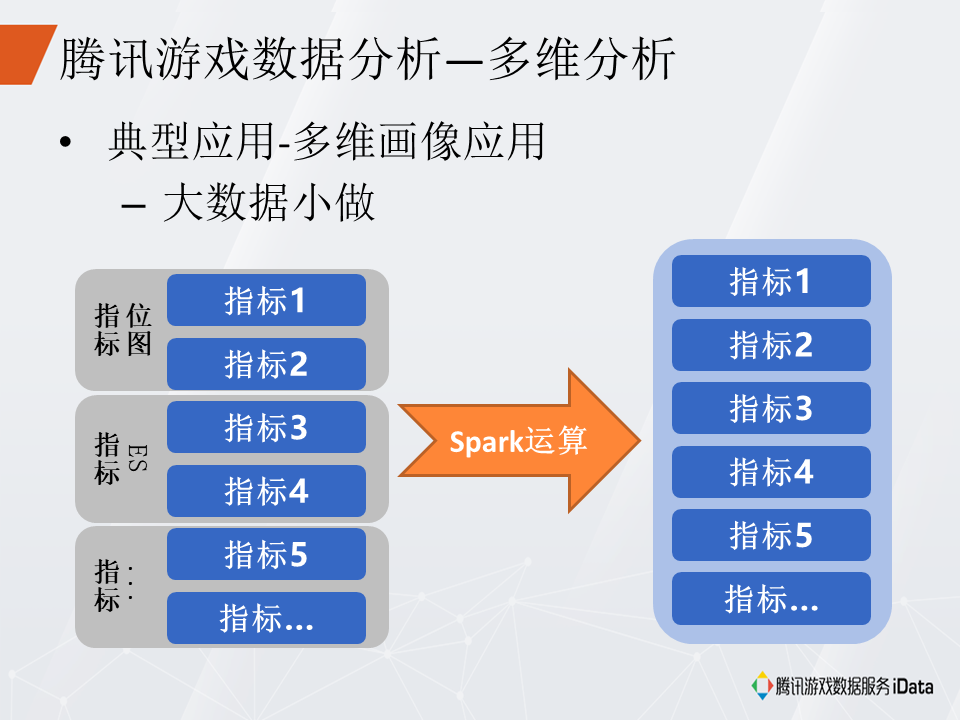 腾讯游戏数据分析—多维分析
• 典型应用-多维画像应用
– 大数据小做
位图
指标
指标1
指标2
ES
指标
指标3
指标4
...
指标
指标5
指标...
Spark运算
指标1
指标2
指标3
指标4
指标5
指标...
腾讯游戏数据服务 iData